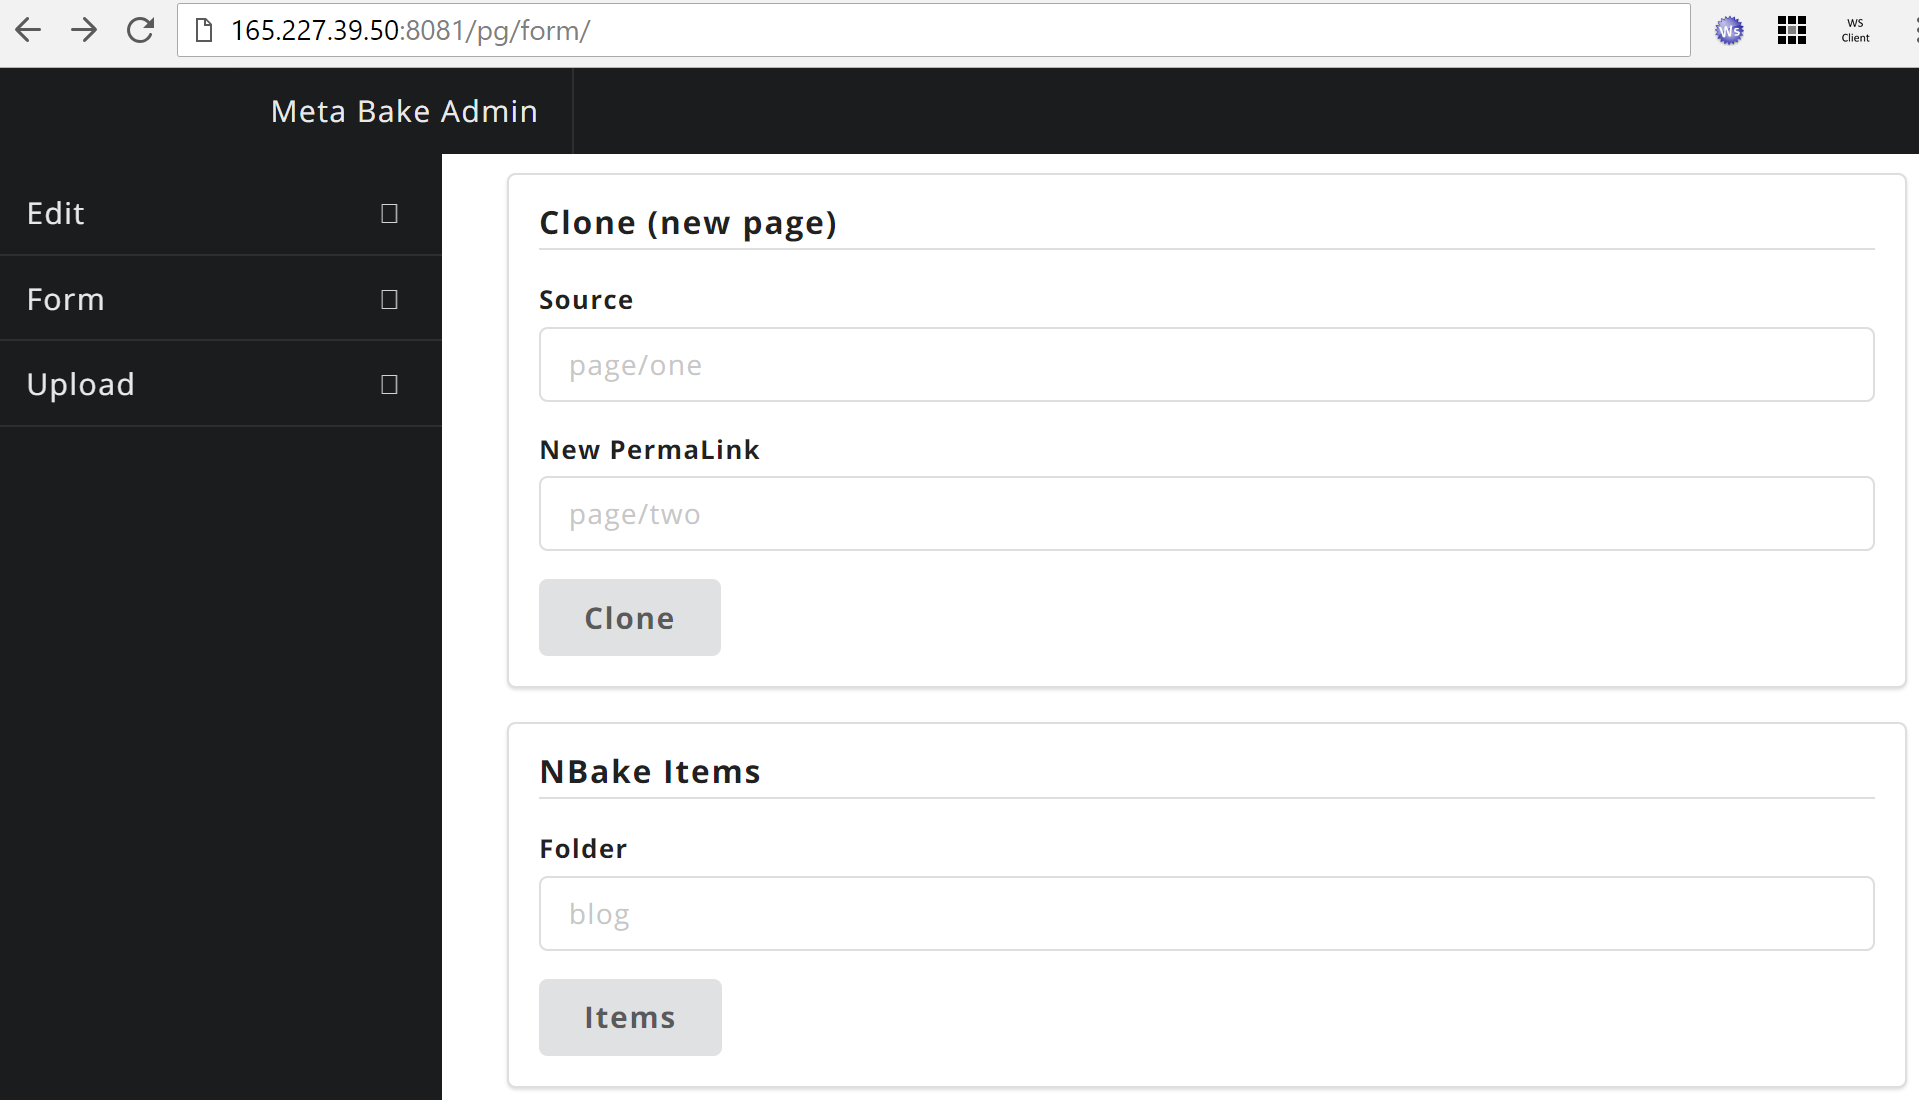 165.227.39.50:8081/pg/form/
Ws
WS
Client
Meta Bake Admin
Edit
Form
Upload
Clone (new page)
Source
page/one
New PermaLink
page/two
Clone
NBake Items
Folder
blog
Items